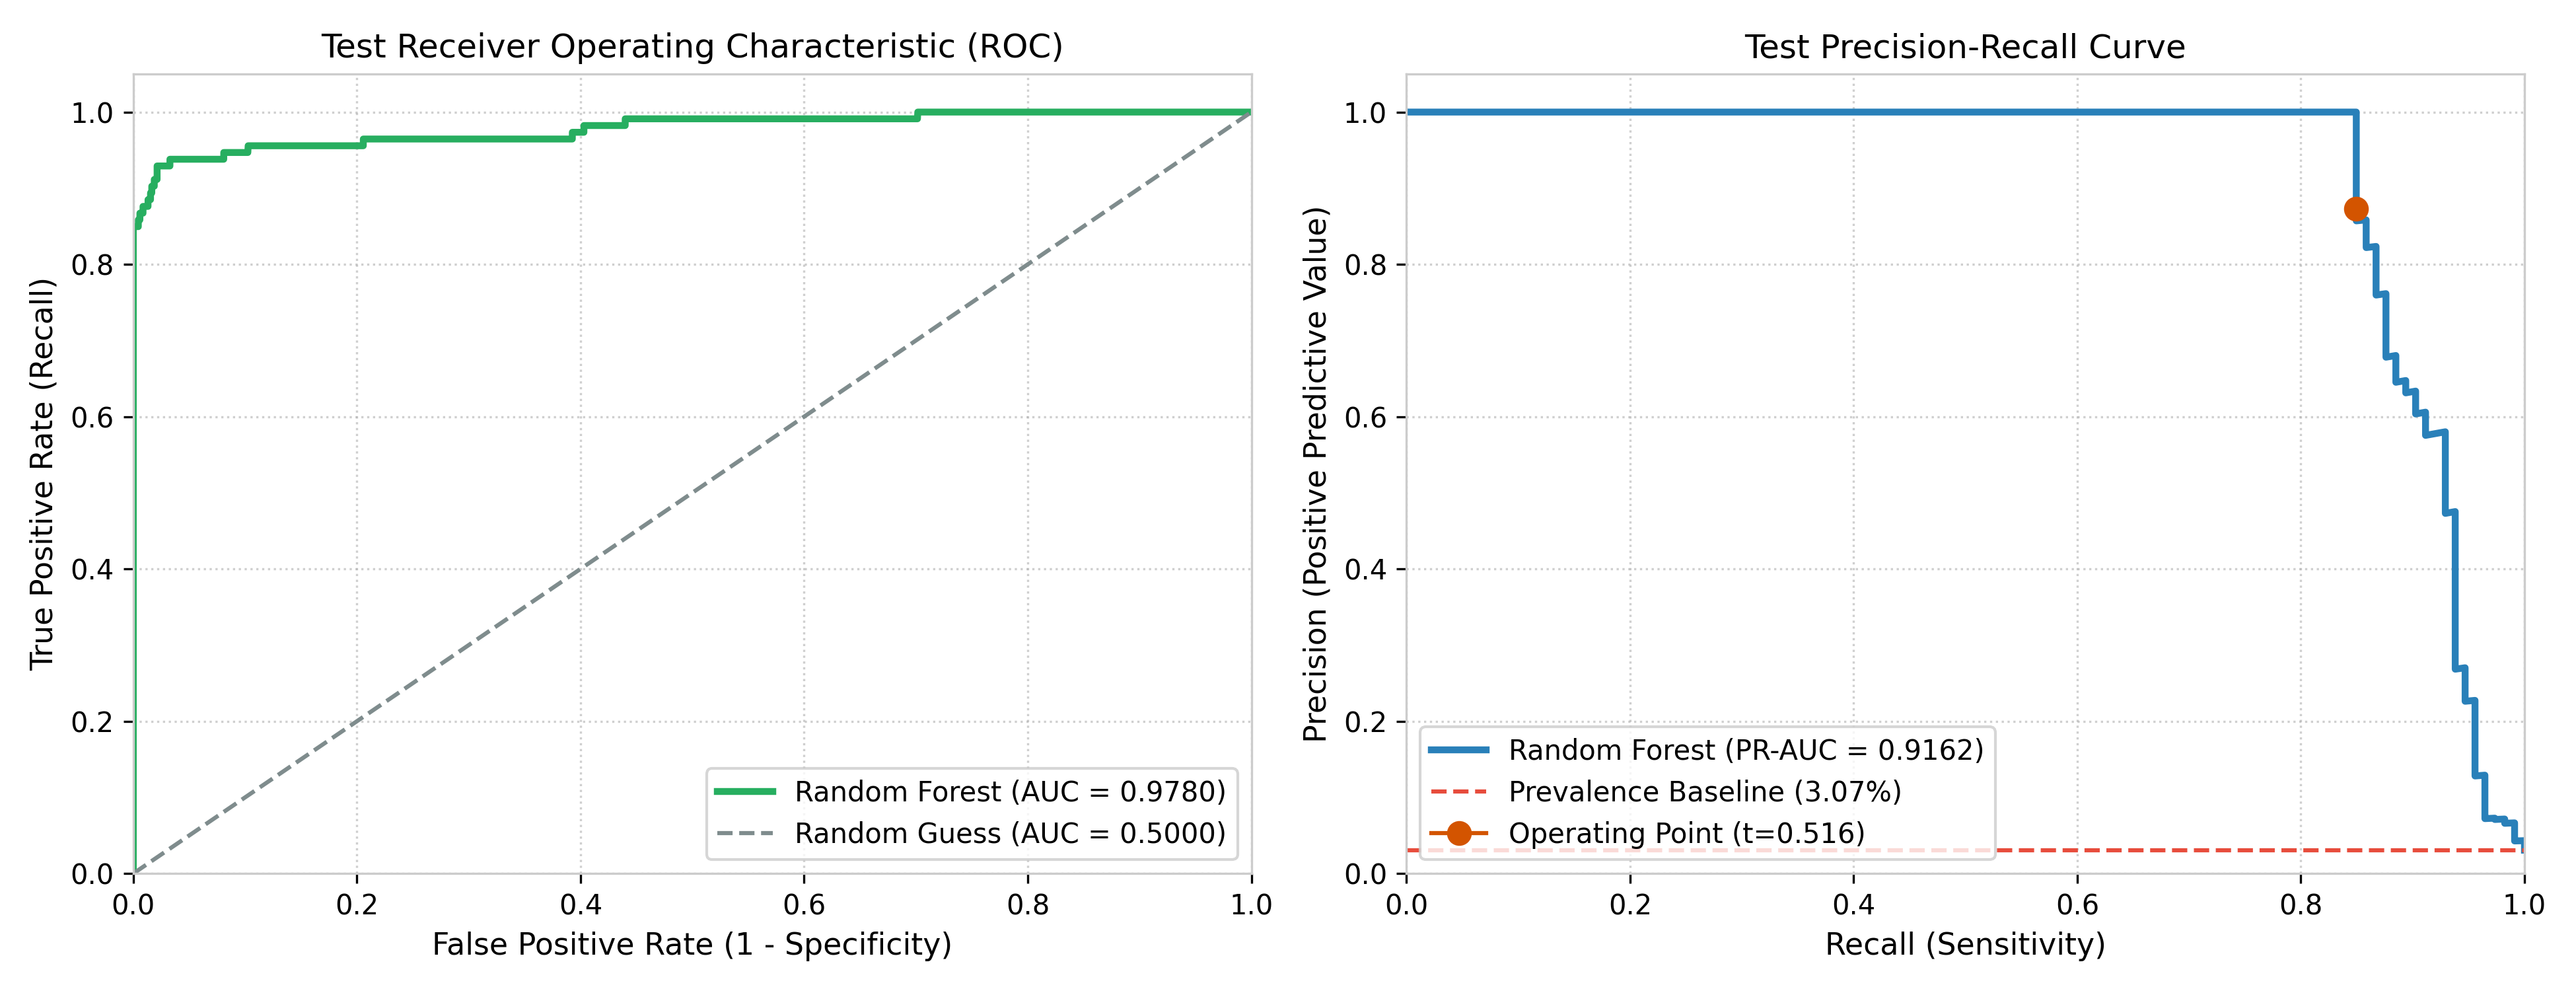 Test Receiver Operating Characteristic (ROC)
True Positive Rate (Recall)
1.0
0.8
0.6
0.4
0.2
0.0
0.0 0.2 0.4 0.6 0.8 1.0
False Positive Rate (1 - Specificity)
Random Forest (AUC = 0.9780)
Random Guess (AUC = 0.5000)
Test Precision-Recall Curve
Precision (Positive Predictive Value)
1.0
0.8
0.6
0.4
0.2
0.0
0.0 0.2 0.4 0.6 0.8 1.0
Recall (Sensitivity)
Random Forest (PR-AUC = 0.9162)
Prevalence Baseline (3.07%)
Operating Point (t=0.516)